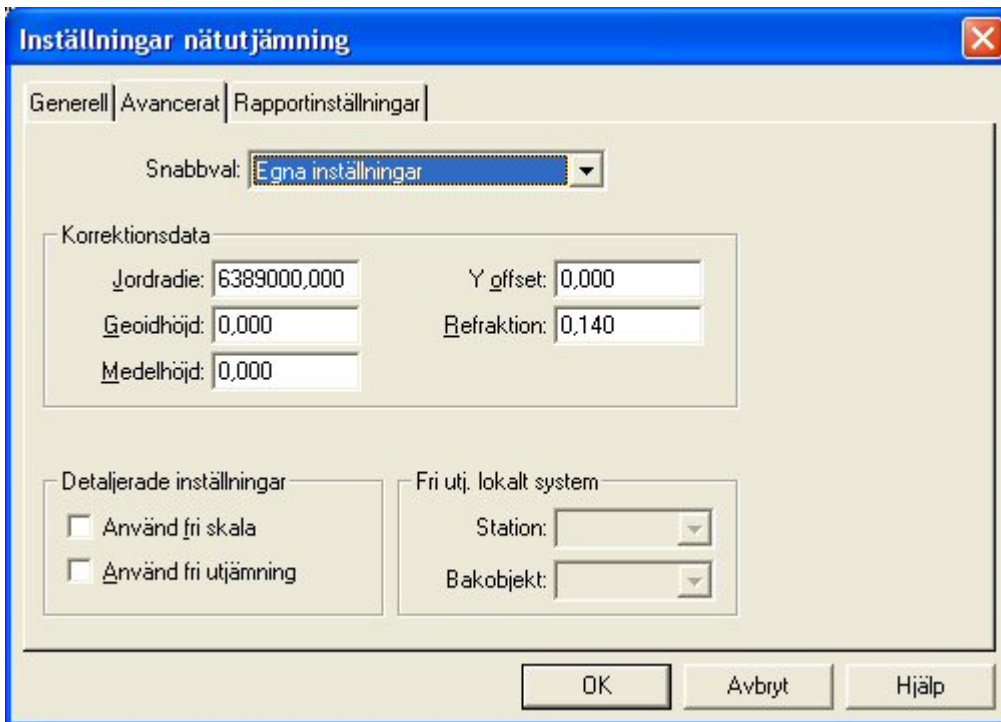 Inställningar nätutjämning
Generell Avancerat Rapportinställningar
Snabbval: Egna inställningar
Korrektionsdata
Jordradie: 6389000,000 Y offset: 0,000
Geoidhöjd: 0,000 Refraktion: 0,140
Medelhöjd: 0,000
Detaljerade inställningar
Använd fri skala
Använd fri utjämning
Fri utj. lokalt system
Station:
Bakobjekt:
OK Avbryt Hjälp